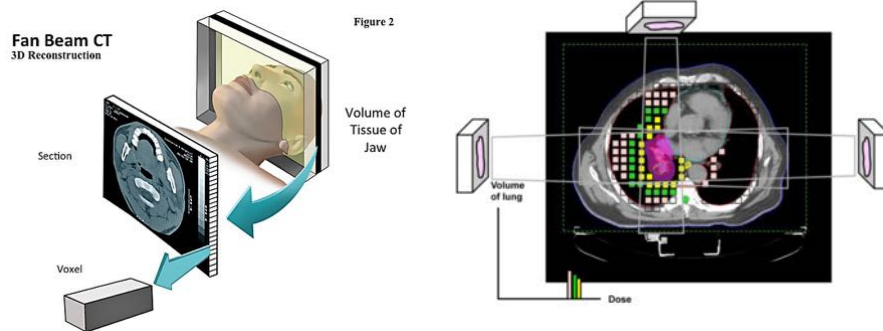 Figure 2
Fan Beam CT
3D Reconstruction
Volume of
Tissue of
Jaw
Section
Voxel
Volume
of lung
Dose